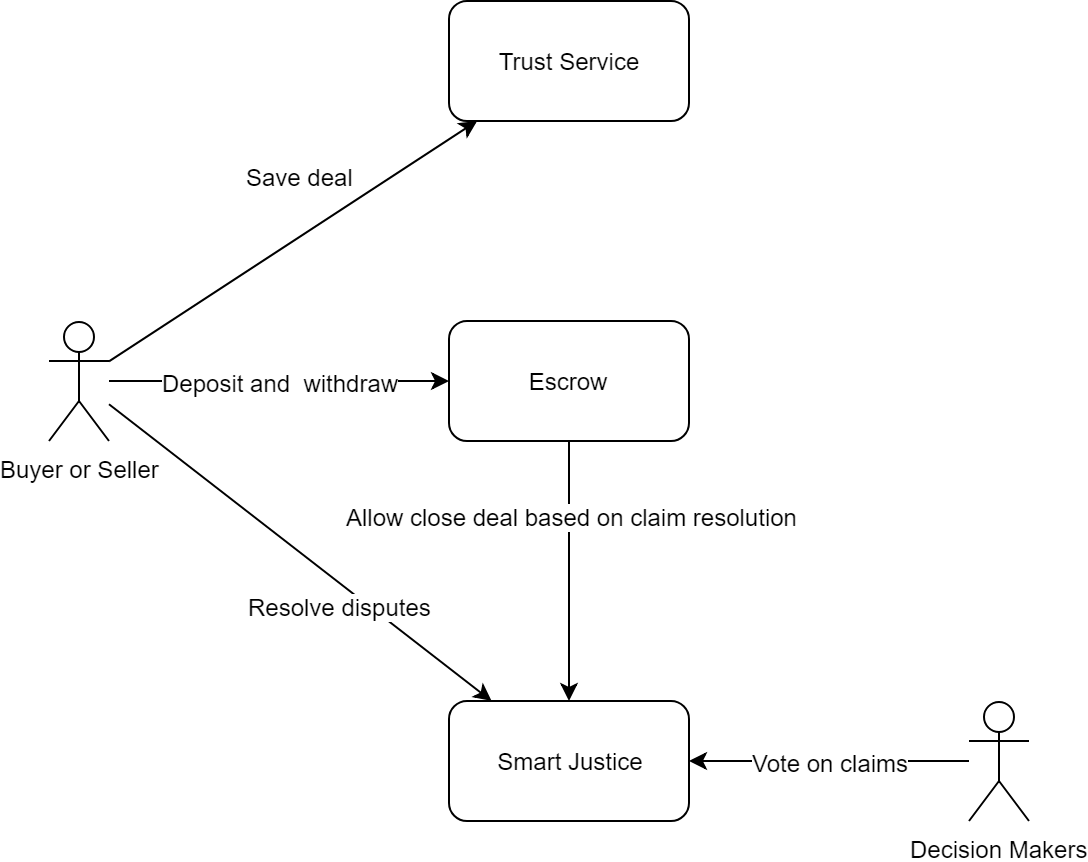 Trust Service
Save deal
Deposit and  withdraw
Escrow
Buyer or Seller
Allow close deal based on claim resolution
Resolve disputes
Smart Justice
Vote on claims
Decision Makers